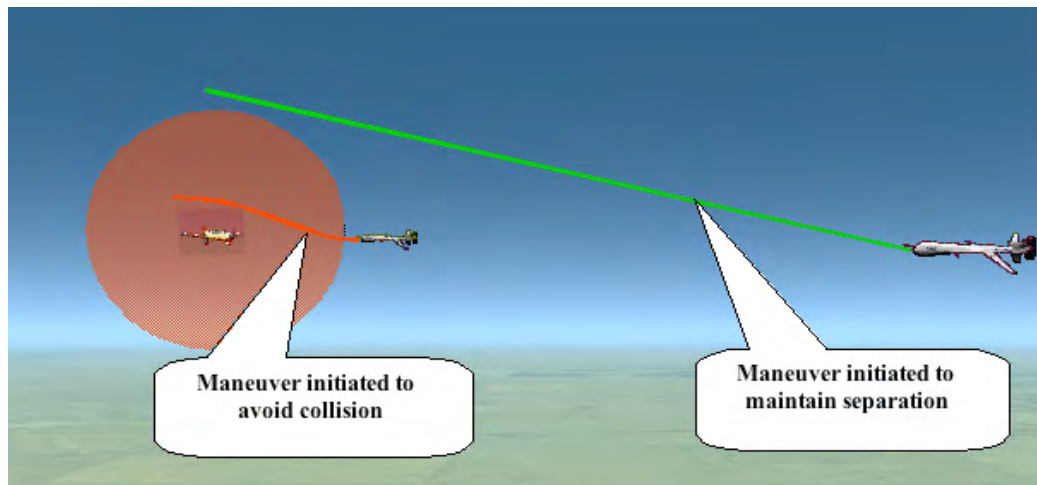 Maneuver initiated to
avoid collision
Maneuver initiated to
maintain separation